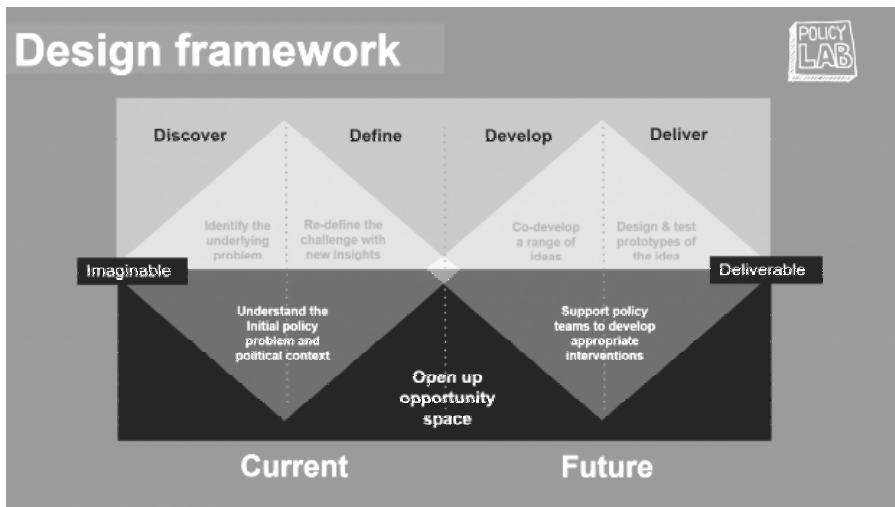 Design framework
POLICY
LAB
Discover
Define
Develop
Deliver
Identify the
underlying
problem
Re-define the
challenge with
new insights
Co-develop
a range of
ideas
Design & test
prototypes of
the idea
Imaginable
Deliverable
Understand the
Initial policy
problem and
political context
Support policy
teams to develop
appropriate
interventions
Open up
opportunity
space
Current
Future